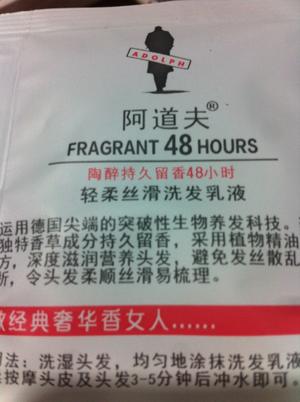 ADOLPH
阿道夫®
FRAGRANT 48 HOURS
陶醉持久留香48小时
轻柔丝滑洗发乳液
运用德国尖端的突破性生物养发科技。
独特香草成分持久留香，采用植物精油
方，深度滋润营养头发，避免发丝散乱
断，令头发柔顺丝滑易梳理。
经典奢华香女人......
法：洗湿头发，均匀地涂抹洗发乳液
按摩头皮及头发3-5分钟后冲水即可。